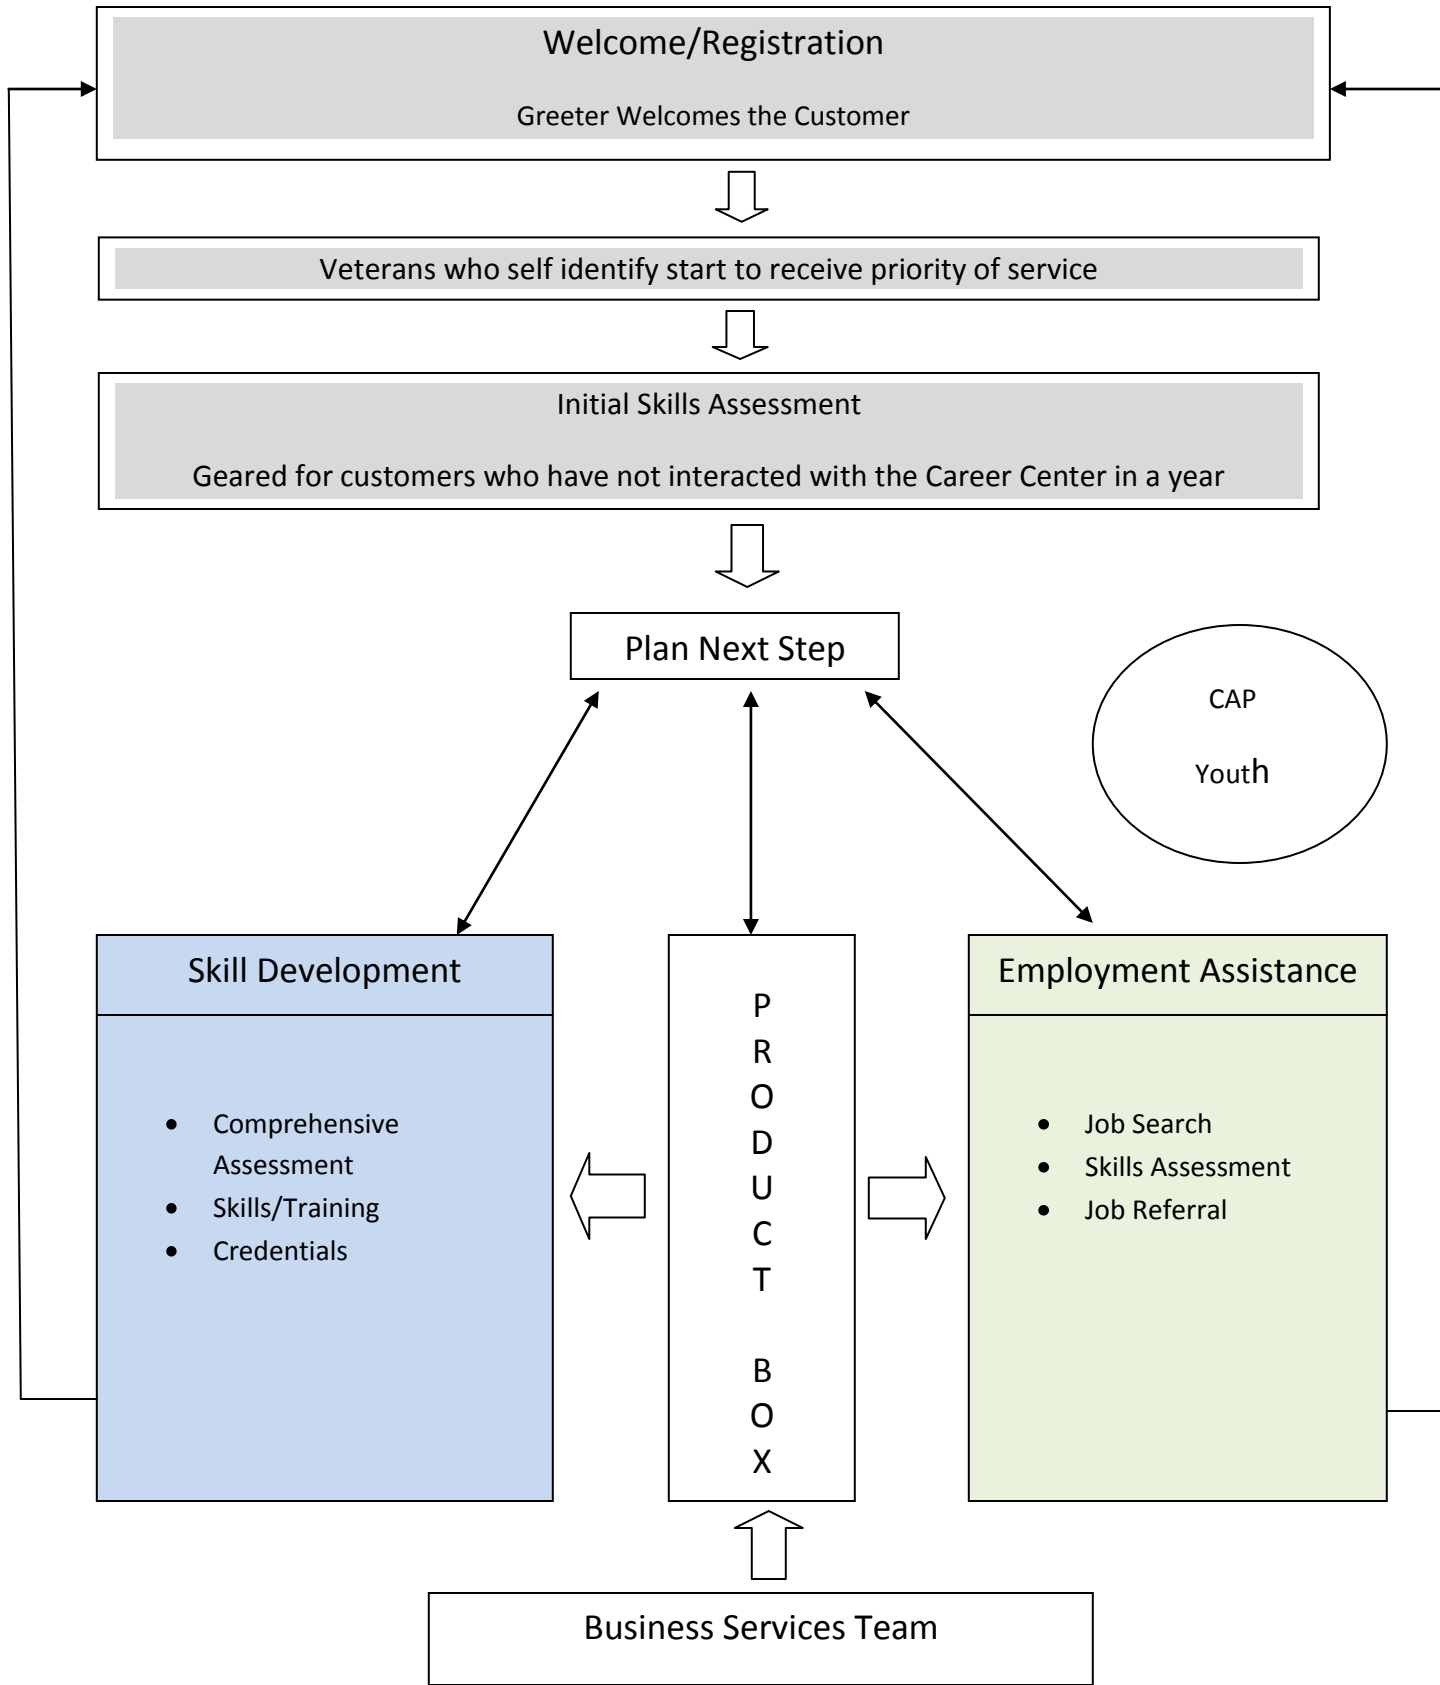 Welcome/Registration
Greeter Welcomes the Customer
Veterans who self identify start to receive priority of service
Initial Skills Assessment
Geared for customers who have not interacted with the Career Center in a year
Plan Next Step
CAP
Youth
Skill Development
• Comprehensive
Assessment
• Skills/Training
• Credentials
P
R
O
D
U
C
T
B
O
X
Employment Assistance
• Job Search
• Skills Assessment
• Job Referral
Business Services Team